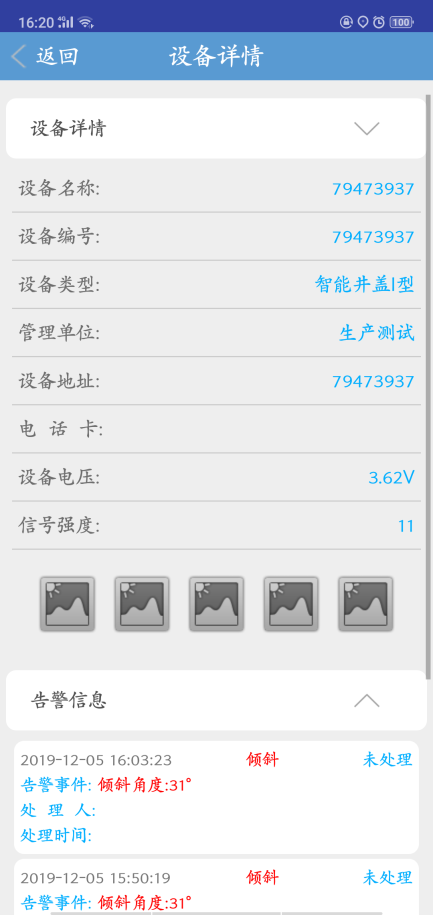 16:20 4G 100
返回 设备详情
设备详情
设备名称: 79473937
设备编号: 79473937
设备类型: 智能井盖I型
管理单位: 生产测试
设备地址: 79473937
电 话 卡:
设备电压: 3.62V
信号强度: 11
告警信息
2019-12-05 16:03:23 倾斜 未处理
告警事件: 倾斜角度:31°
处 理 人:
处理时间:
2019-12-05 15:50:19 倾斜 未处理
告警事件: 倾斜角度:31°